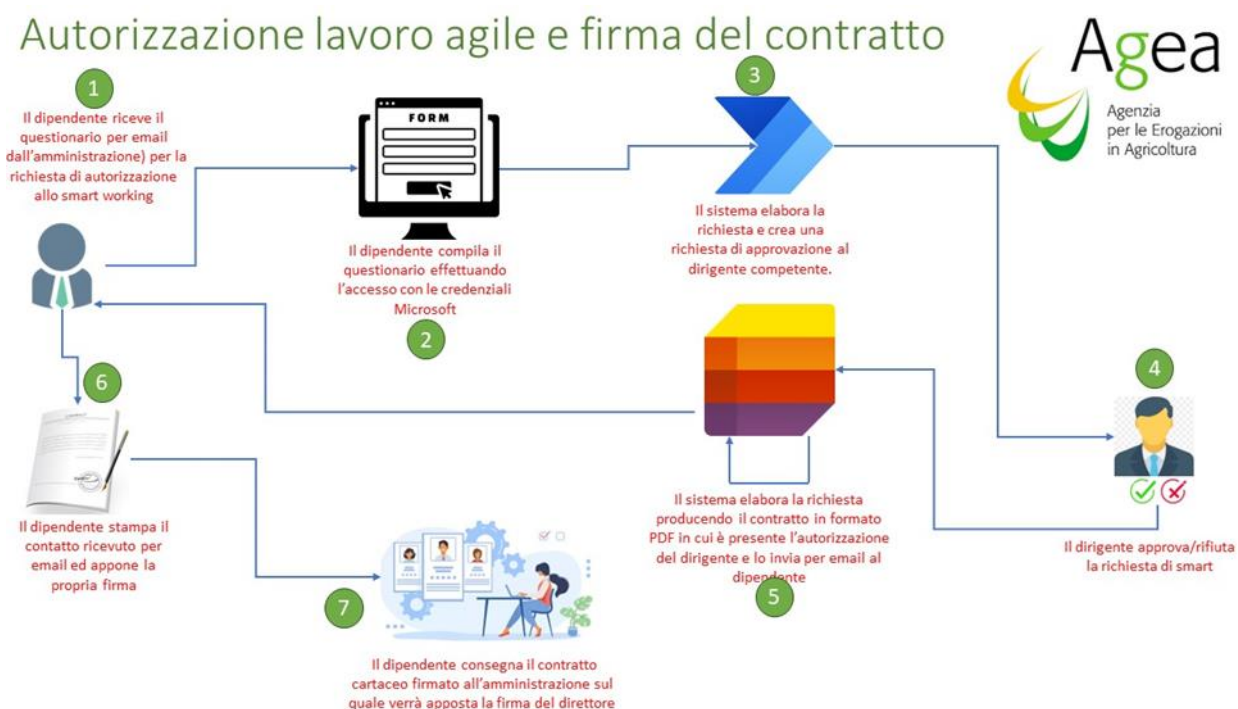 Autorizzazione lavoro agile e firma del contratto
Agea
Agenzia
per le Erogazioni
in Agricoltura
1
Il dipendente riceve il
questionario per email
dall'amministrazione) per la
richiesta di autorizzazione
allo smart working
FORM
Il dipendente compila il
questionario effettuando
l'accesso con le credenziali
Microsoft
2
3
Il sistema elabora la
richiesta e crea una
richiesta di approvazione al
dirigente competente.
4
Il dirigente approva/rifiuta
la richiesta di smart
Il sistema elabora la richiesta
producendo il contratto in formato
PDF in cui è presente l'autorizzazione
del dirigente e lo invia per email al
dipendente
5
6
Il dipendente stampa il
contatto ricevuto per
email ed appone la
propria firma
7
Il dipendente consegna il contratto
cartaceo firmato all'amministrazione sul
quale verrà apposta la firma del direttore